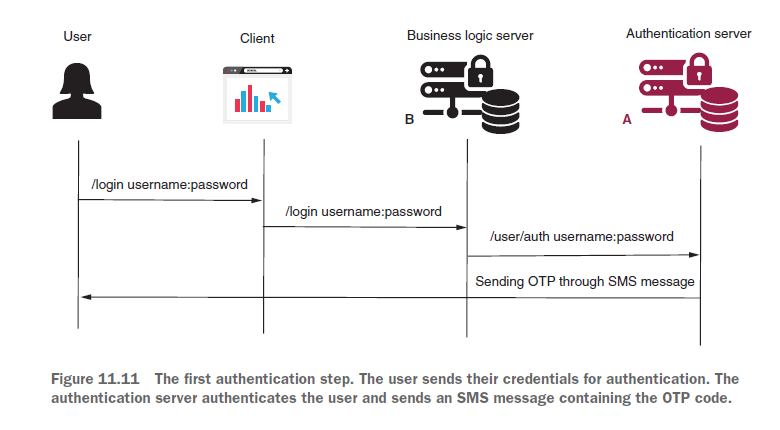 User
Client
Business logic server
Authentication server
B
A
/login username:password
/login username:password
/user/auth username:password
Sending OTP through SMS message
Figure 11.11 The first authentication step. The user sends their credentials for authentication. The
authentication server authenticates the user and sends an SMS message containing the OTP code.